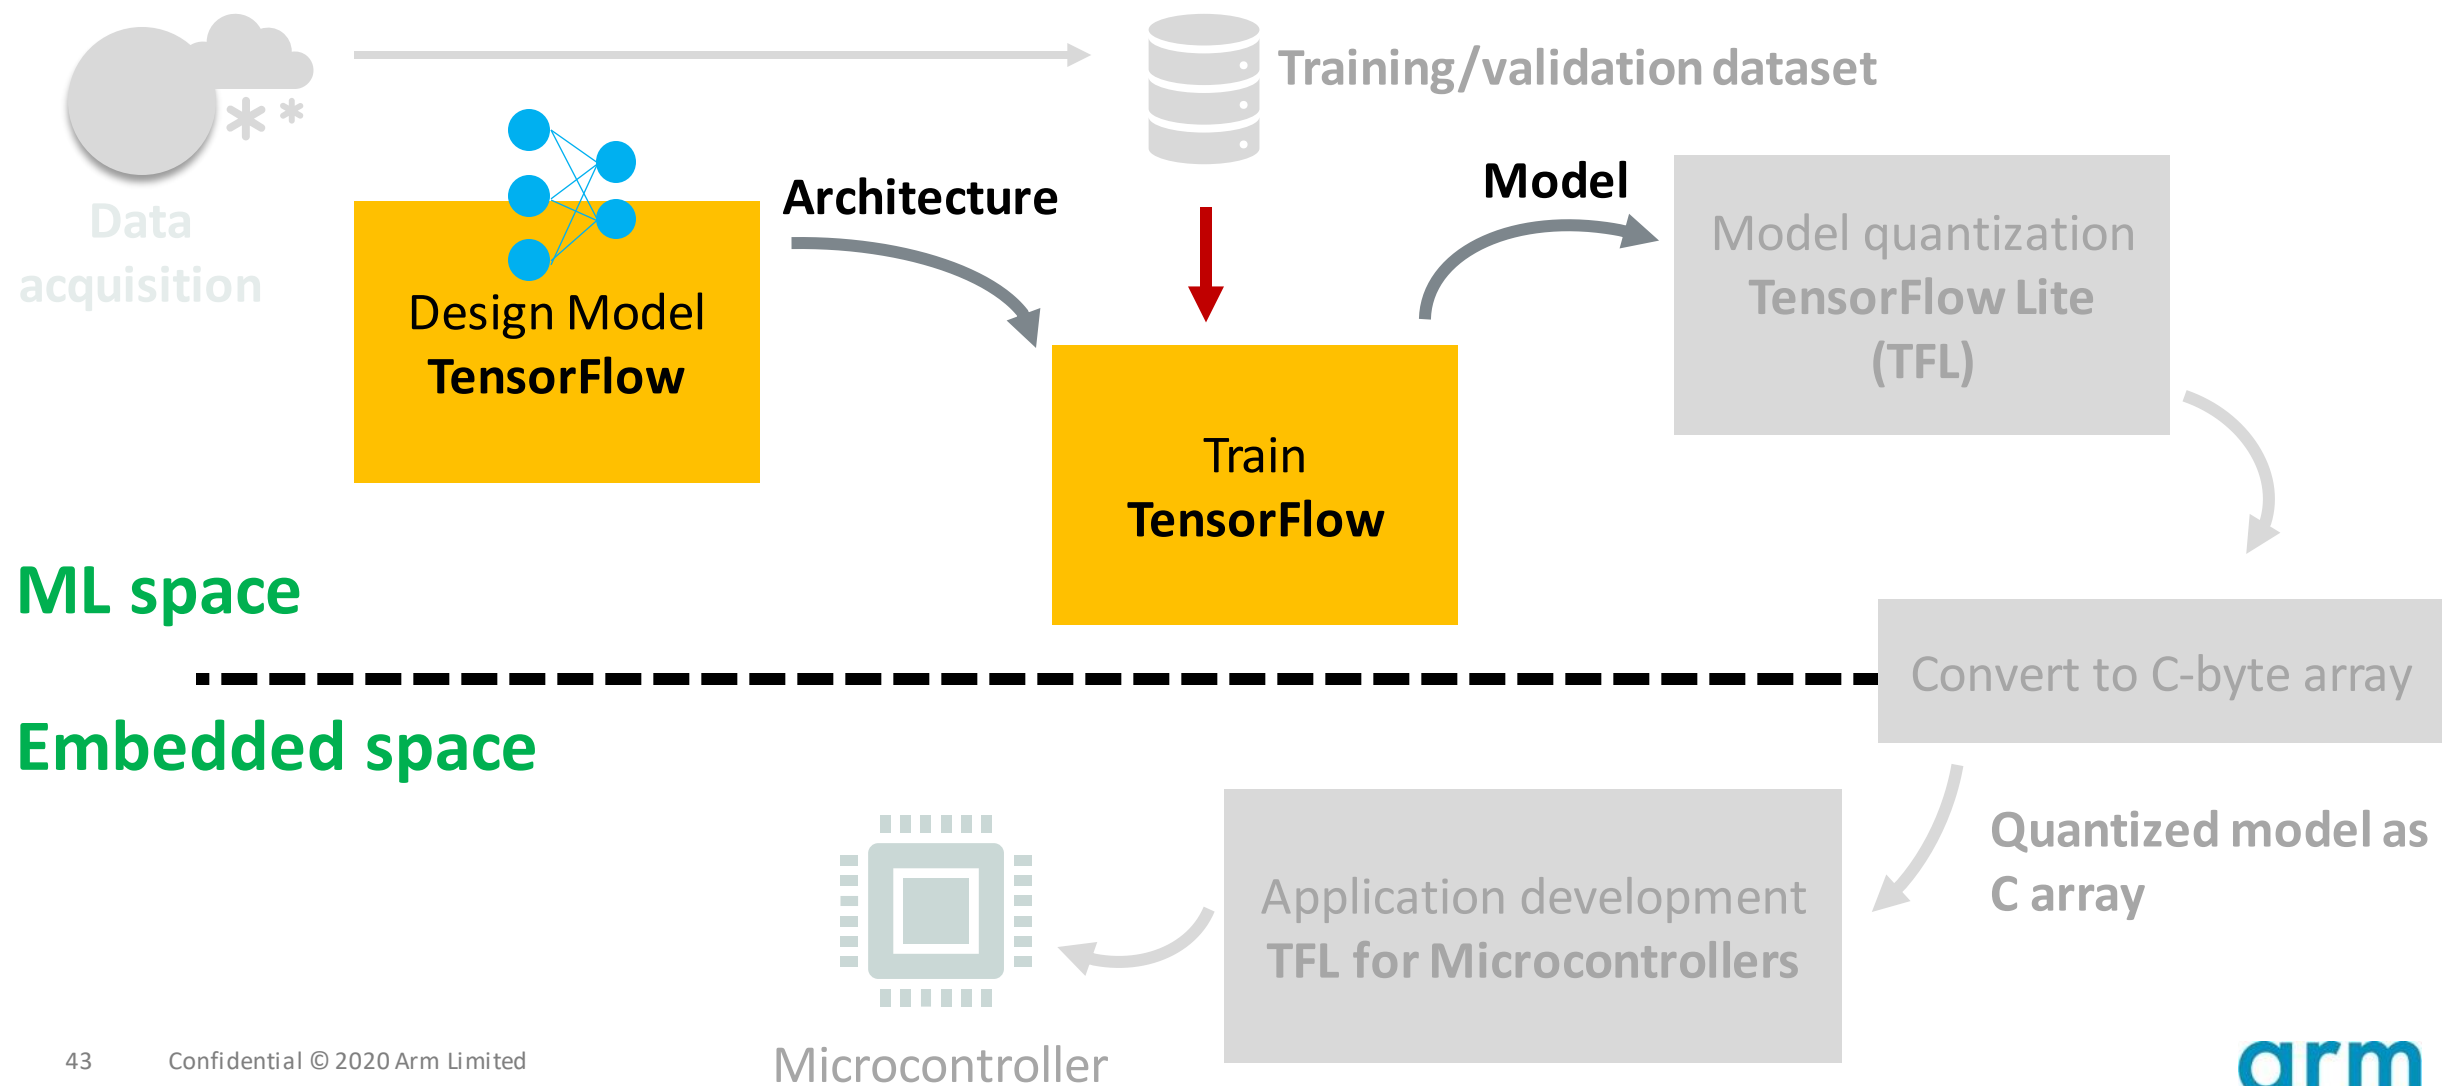 Data
acquisition
Training/validation dataset
Design Model
TensorFlow
Architecture
Train
TensorFlow
Model
Model quantization
TensorFlow Lite
(TFL)
ML space
Convert to C-byte array
Embedded space
Quantized model as
C array
Application development
TFL for Microcontrollers
Microcontroller
43
Confidential © 2020 Arm Limited
arm